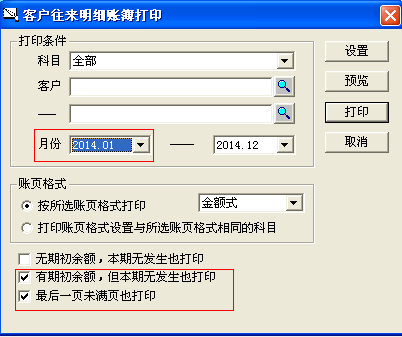 客户往来明细账簿打印
打印条件
科目 全部
客户
——
月份 2014.01 —— 2014.12
设置
预览
打印
取消
账页格式
按所选账页格式打印 金额式
打印账页格式设置与所选账页格式相同的科目
无期初余额，本期无发生也打印
有期初余额，但本期无发生也打印
最后一页未满页也打印